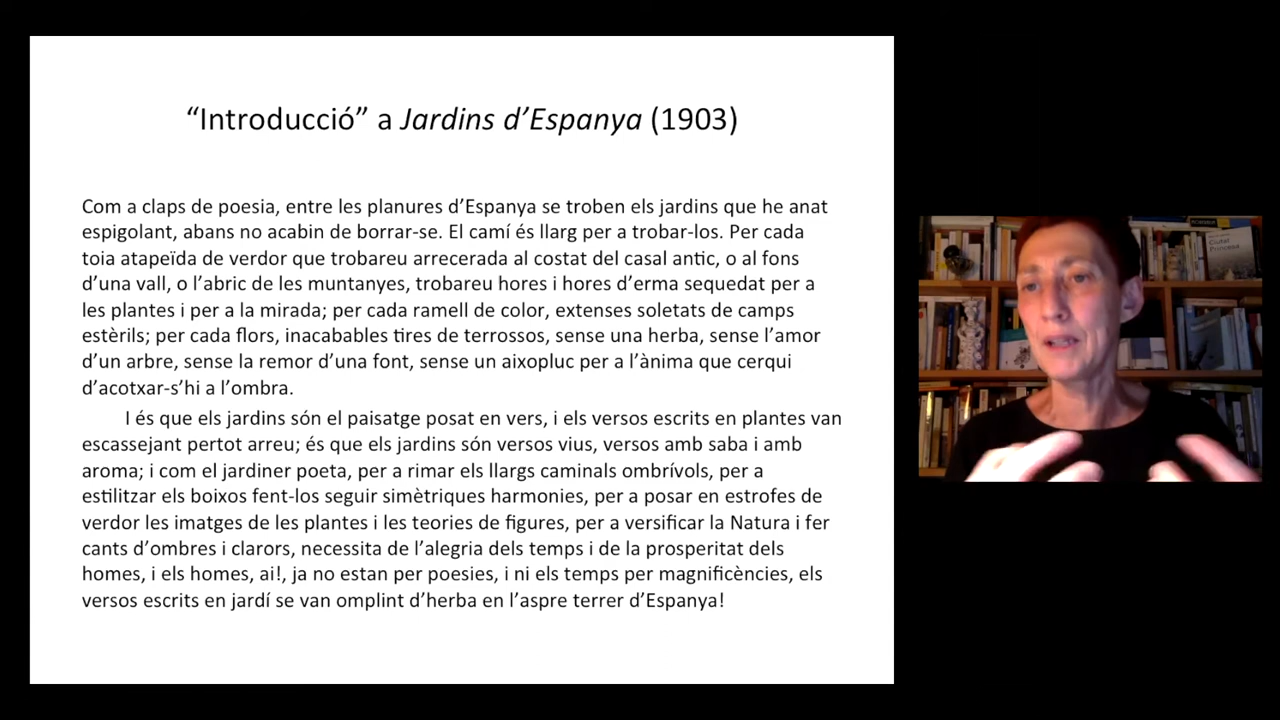 “Introducció” a Jardins d’Espanya (1903)
Com a claps de poesia, entre les planures d’Espanya se troben els jardins que he anat
espigolant, abans no acabin de borrar-se. El camí és llarg per a trobar-los. Per cada
toia atapeïda de verdor que trobareu arrecerada al costat del casal antic, o al fons
d’una vall, o l’abric de les muntanyes, trobareu hores i hores d’erma sequedat per a
les plantes i per a la mirada; per cada ramell de color, extenses soletats de camps
estèrils; per cada flors, inacabables tires de terrossos, sense una herba, sense l’amor
d’un arbre, sense la remor d’una font, sense un aixopluc per a l’ànima que cerqui
d’acotxar-s’hi a l’ombra.
I és que els jardins són el paisatge posat en vers, i els versos escrits en plantes van
escassejant pertot arreu; és que els jardins són versos vius, versos amb saba i amb
aroma; i com el jardiner poeta, per a rimar els llargs caminals ombrívols, per a
estilitzar els boixos fent-los seguir simètriques harmonies, per a posar en estrofes de
verdor les imatges de les plantes i les teories de figures, per a versificar la Natura i fer
cants d’ombres i clarors, necessita de l’alegria dels temps i de la prosperitat dels
homes, i els homes, ai!, ja no estan per poesies, i ni els temps per magnificències, els
versos escrits en jardí se van omplint d’herba en l’aspre terrer d’Espanya!
Ciutat
Princesa